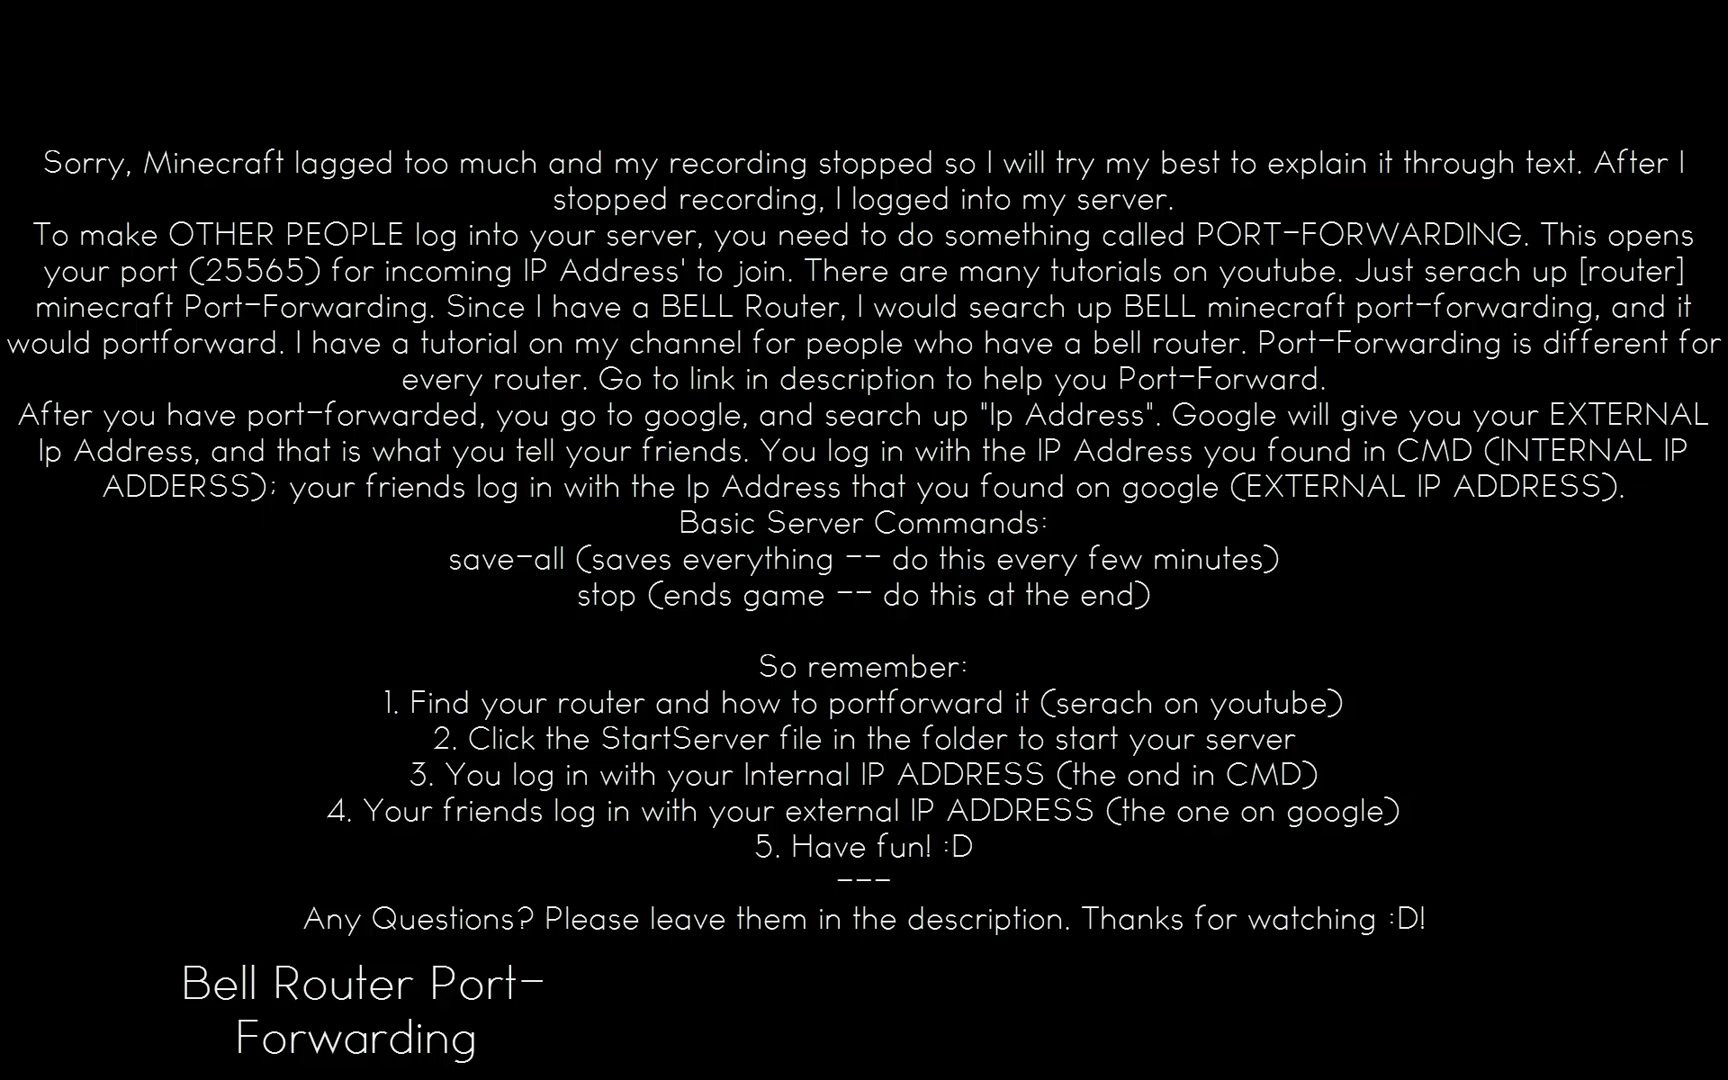 Sorry, Minecraft lagged too much and my recording stopped so I will try my best to explain it through text. After I
stopped recording, I logged into my server.
To make OTHER PEOPLE log into your server, you need to do something called PORT-FORWARDING. This opens
your port (25565) for incoming IP Address' to join. There are many tutorials on youtube. Just serach up [router]
minecraft Port-Forwarding. Since I have a BELL Router, I would search up BELL minecraft port-forwarding, and it
would portforward. I have a tutorial on my channel for people who have a bell router. Port-Forwarding is different for
every router. Go to link in description to help you Port-Forward.
After you have port-forwarded, you go to google, and search up "Ip Address". Google will give you your EXTERNAL
Ip Address, and that is what you tell your friends. You log in with the IP Address you found in CMD (INTERNAL IP
ADDERSS); your friends log in with the Ip Address that you found on google (EXTERNAL IP ADDRESS).
Basic Server Commands:
save-all (saves everything -- do this every few minutes)
stop (ends game -- do this at the end)
So remember:
1. Find your router and how to portforward it (serach on youtube)
2. Click the StartServer file in the folder to start your server
3. You log in with your Internal IP ADDRESS (the ond in CMD)
4. Your friends log in with your external IP ADDRESS (the one on google)
5. Have fun! :D
---
Any Questions? Please leave them in the description. Thanks for watching :D!
Bell Router Port-
Forwarding